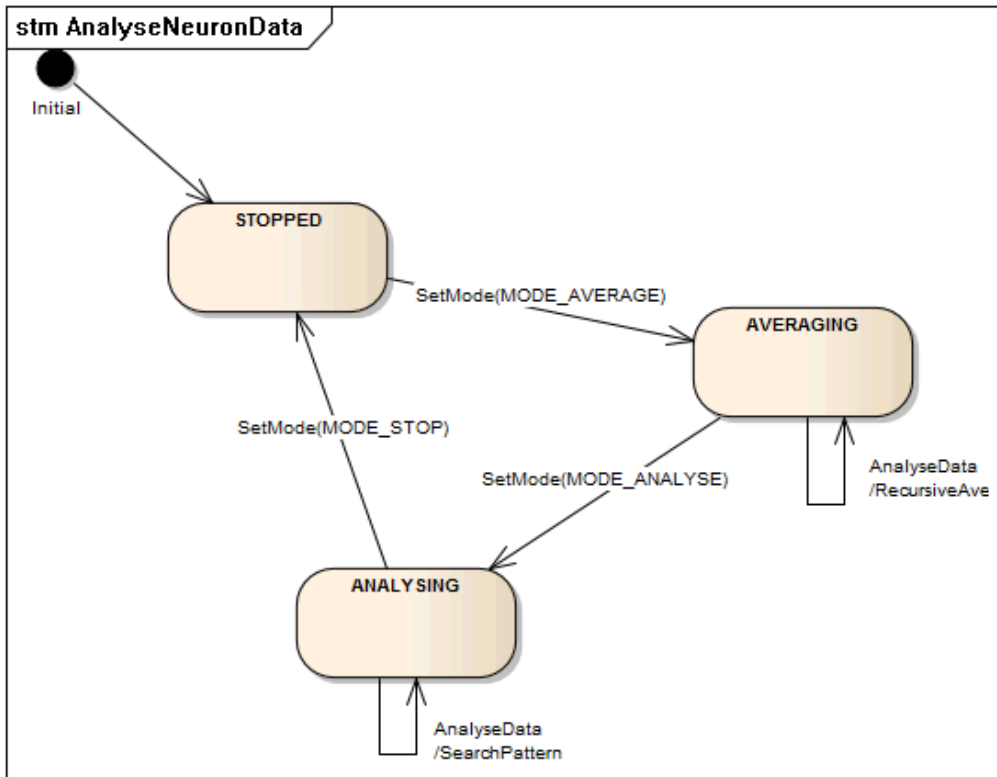 stm AnalyseNeuronData
Initial
STOPPED
SetMode(MODE_AVERAGE)
AVERAGING
SetMode(MODE_STOP)
SetMode(MODE_ANALYSE)
AnalyseData
/RecursiveAve
ANALYSING
AnalyseData
/SearchPattern